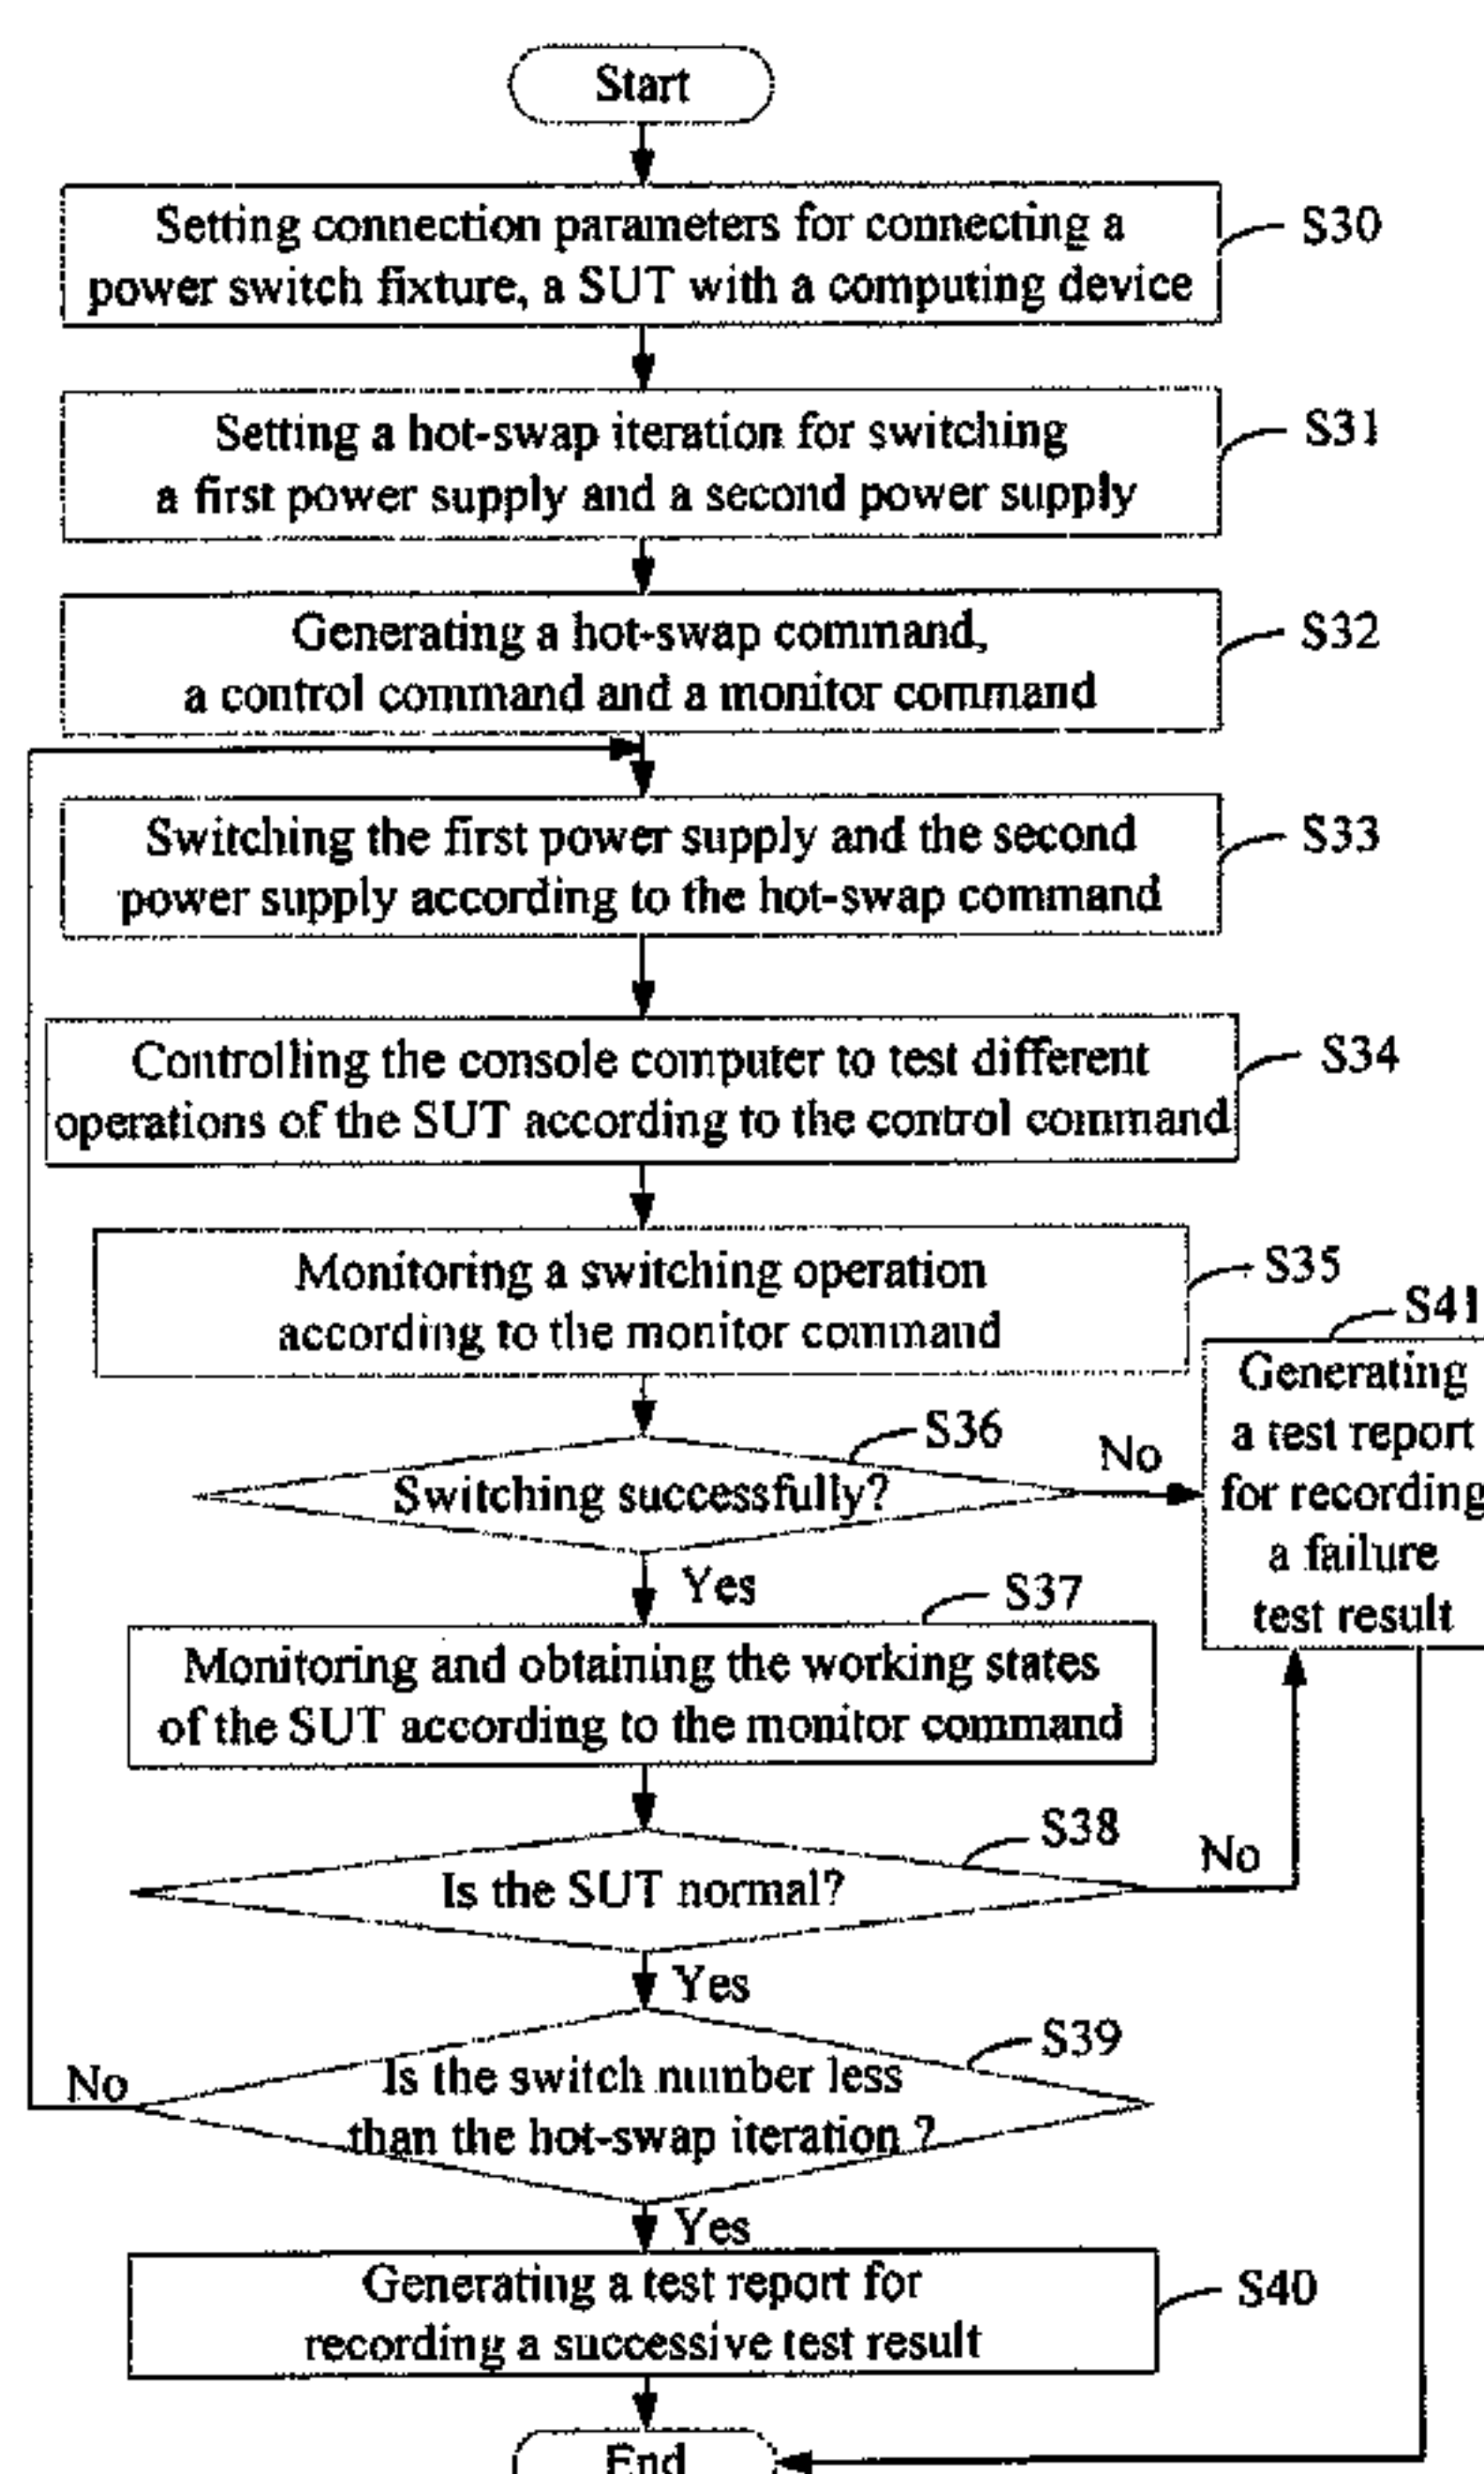 Start
Setting connection parameters for connecting a
power switch fixture, a SUT with a computing device
S30
Setting a hot-swap iteration for switching
a first power supply and a second power supply
S31
Generating a hot-swap command,
a control command and a monitor command
S32
Switching the first power supply and the second
power supply according to the hot-swap command
S33
Controlling the console computer to test different
operations of the SUT according to the control command
S34
Monitoring a switching operation
according to the monitor command
S35
S41
Generating
a test report
for recording
a failure
test result
S36
Switching successfully?
No
Yes
S37
Monitoring and obtaining the working states
of the SUT according to the monitor command
S38
Is the SUT normal?
No
Yes
S39
Is the switch number less
than the hot-swap iteration ?
No
Yes
Generating a test report for
recording a successive test result
S40
End